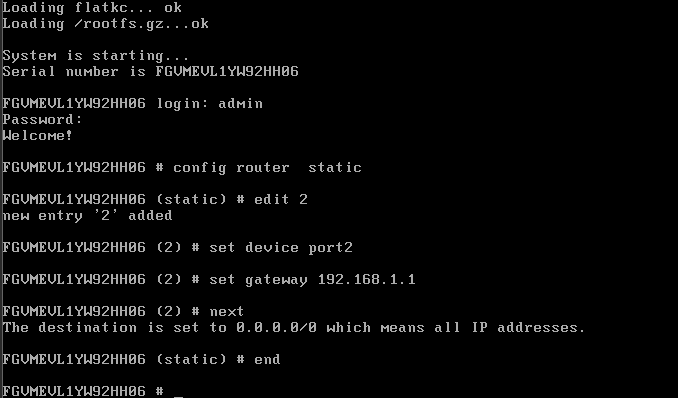 Loading flatkc... ok
Loading /rootfs.gz...ok
System is starting...
Serial number is FGVMEVL1YW92HH06
FGVMEVL1YW92HH06 login: admin
Password:
Welcome!
FGVMEVL1YW92HH06 # config router  static
FGVMEVL1YW92HH06 (static) # edit 2
new entry '2' added
FGVMEVL1YW92HH06 (2) # set device port2
FGVMEVL1YW92HH06 (2) # set gateway 192.168.1.1
FGVMEVL1YW92HH06 (2) # next
The destination is set to 0.0.0.0/0 which means all IP addresses.
FGVMEVL1YW92HH06 (static) # end
FGVMEVL1YW92HH06 # _